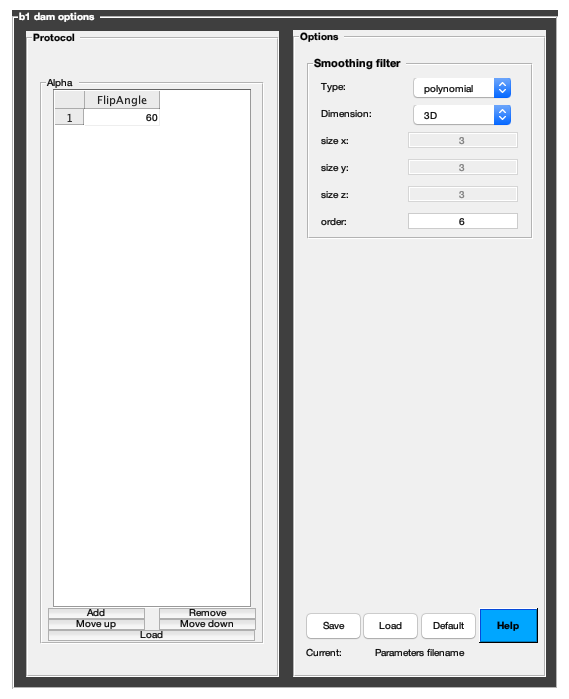 b1 dam options
Protocol
Alpha
FlipAngle
1 60
Add Remove
Move up Move down
Load
Options
Smoothing filter
Type: polynomial
Dimension: 3D
size x: 3
size y: 3
size z: 3
order: 6
Save Load Default Help
Current: Parameters filename